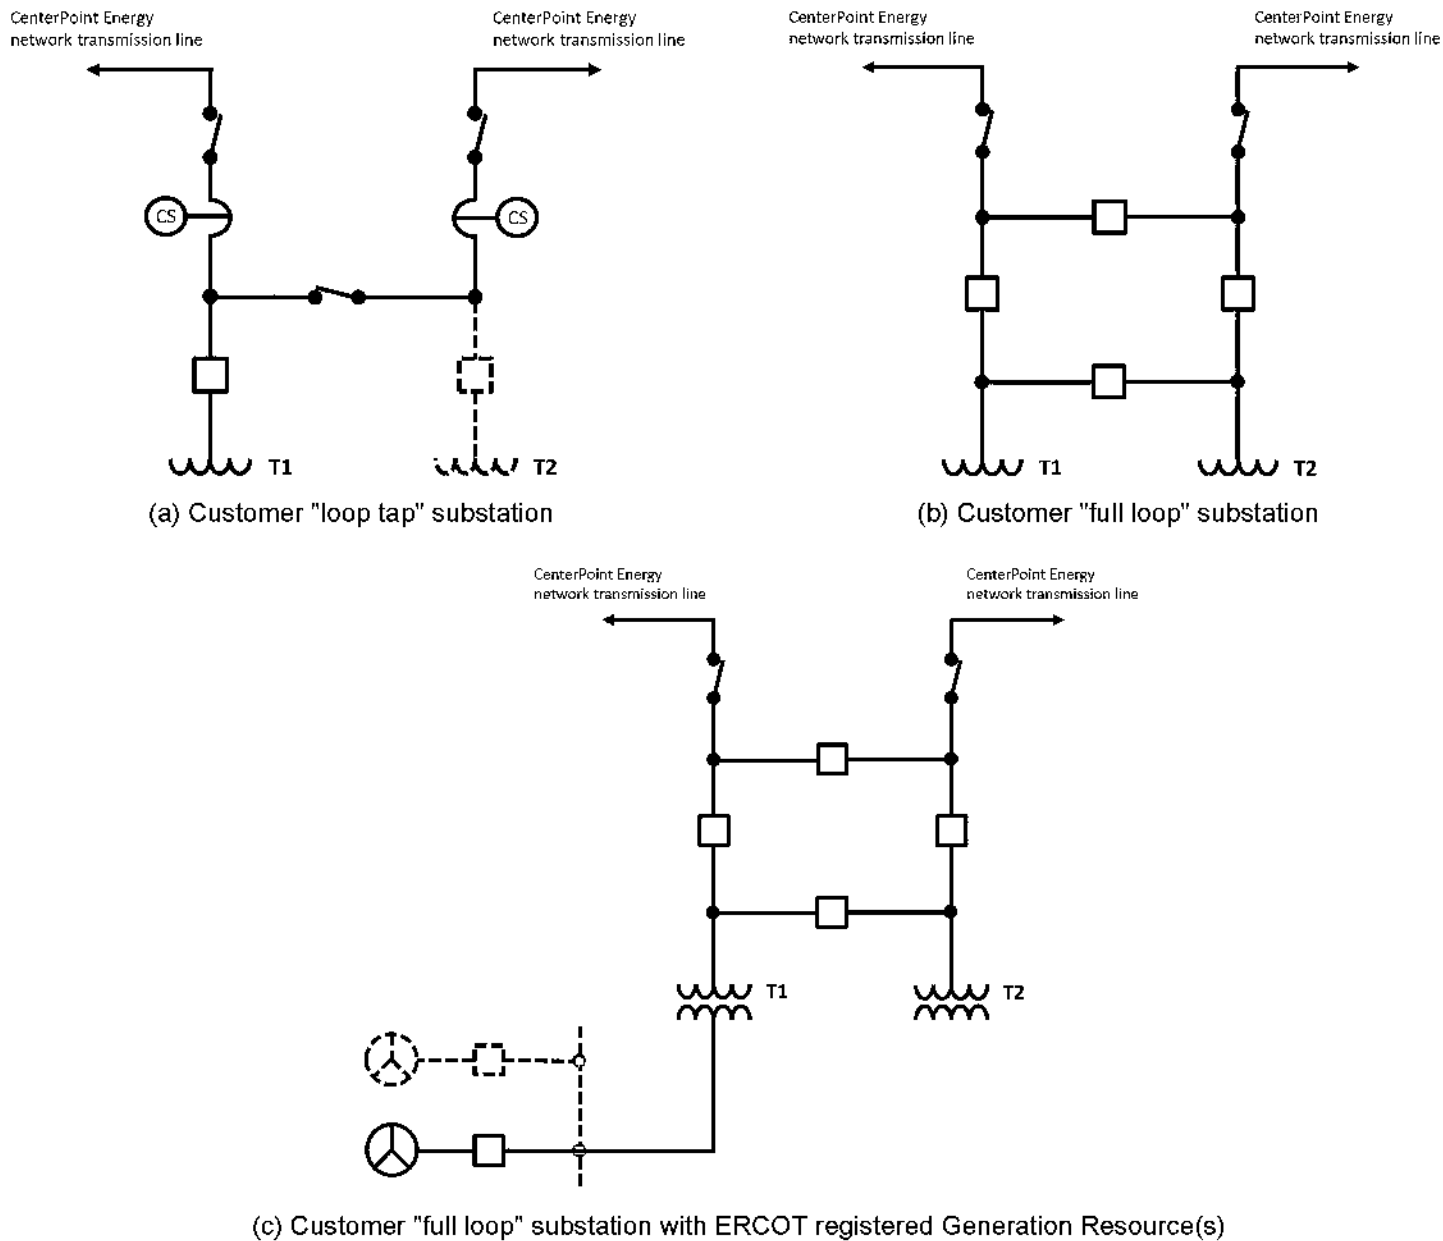 CenterPoint Energy
network transmission line
CenterPoint Energy
network transmission line
CS
CS
T1
T2
(a) Customer "loop tap" substation
CenterPoint Energy
network transmission line
CenterPoint Energy
network transmission line
T1
T2
(b) Customer "full loop" substation
CenterPoint Energy
network transmission line
CenterPoint Energy
network transmission line
T1
T2
(c) Customer "full loop" substation with ERCOT registered Generation Resource(s)